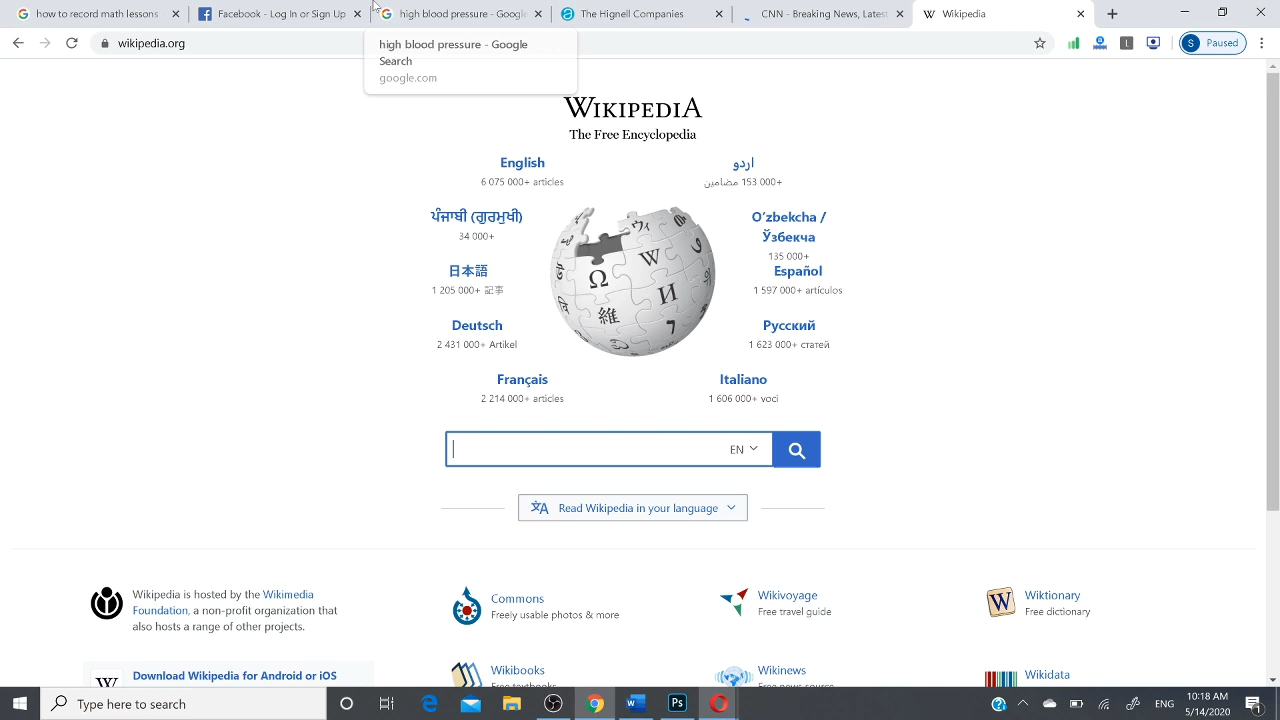 How to record math lessons
Facebook - Log In or Sign Up
high blood pressure - Google
The Hignell Companies
CNN - Breaking News, Latest
Wikipedia
wikipedia.org
Paused
high blood pressure - Google
Search
google.com
WIKIPEDIA
The Free Encyclopedia
English
6 075 000+ articles
اردو
153 000+ مضامین
ਪੰਜਾਬੀ (ਗੁਰਮੁਖੀ)
34 000+
Oʻzbekcha /
Ўзбекча
135 000+
日本語
1 205 000+ 記事
Español
1 597 000+ artículos
Deutsch
2 431 000+ Artikel
Русский
1 623 000+ статей
Français
2 214 000+ articles
Italiano
1 606 000+ voci
EN
Read Wikipedia in your language
Wikipedia is hosted by the Wikimedia
Foundation, a non-profit organization that
also hosts a range of other projects.
Commons
Freely usable photos & more
Wikivoyage
Free travel guide
Wiktionary
Free dictionary
Download Wikipedia for Android or iOS
Wikibooks
Free textbooks
Wikinews
Free news source
Wikidata
Type here to search
ENG
10:18 AM
5/14/2020